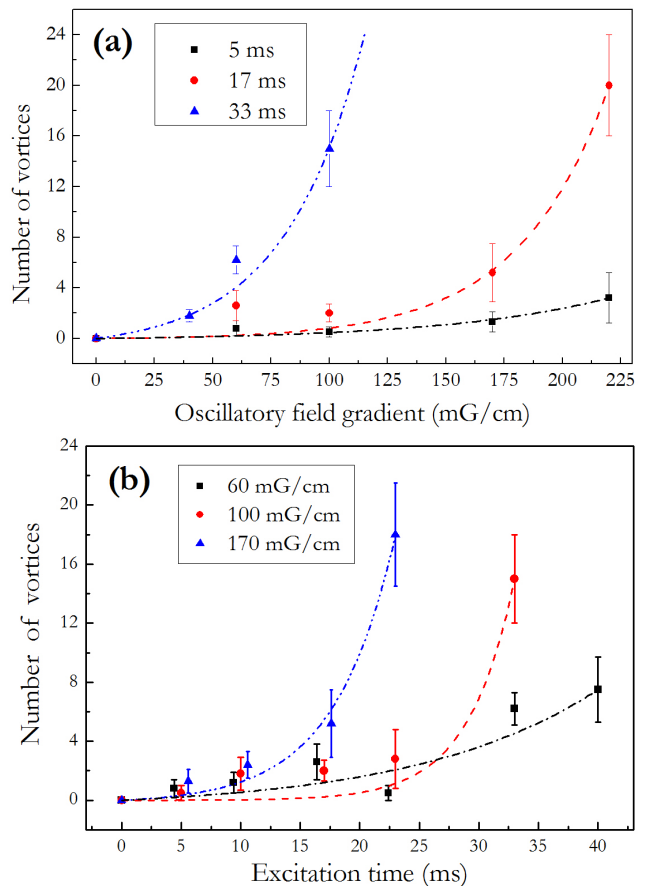 (a)
5 ms
17 ms
33 ms
Number of vortices
24
20
16
12
8
4
0
0 25 50 75 100 125 150 175 200 225
Oscillatory field gradient (mG/cm)
(b)
60 mG/cm
100 mG/cm
170 mG/cm
Number of vortices
24
20
16
12
8
4
0
0 5 10 15 20 25 30 35 40
Excitation time (ms)